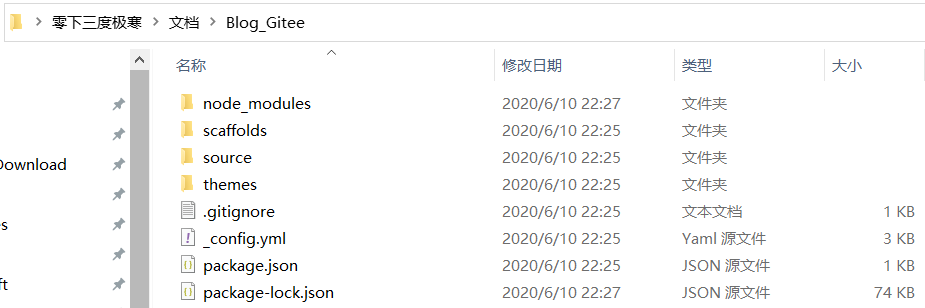 零下三度极寒 > 文档 > Blog_Gitee
名称 修改日期 类型 大小
node_modules 2020/6/10 22:27 文件夹
scaffolds 2020/6/10 22:25 文件夹
source 2020/6/10 22:25 文件夹
Download
themes 2020/6/10 22:25 文件夹
.gitignore 2020/6/10 22:25 文本文档 1 KB
_config.yml 2020/6/10 22:25 Yaml 源文件 3 KB
package.json 2020/6/10 22:25 JSON 源文件 1 KB
package-lock.json 2020/6/10 22:27 JSON 源文件 74 KB